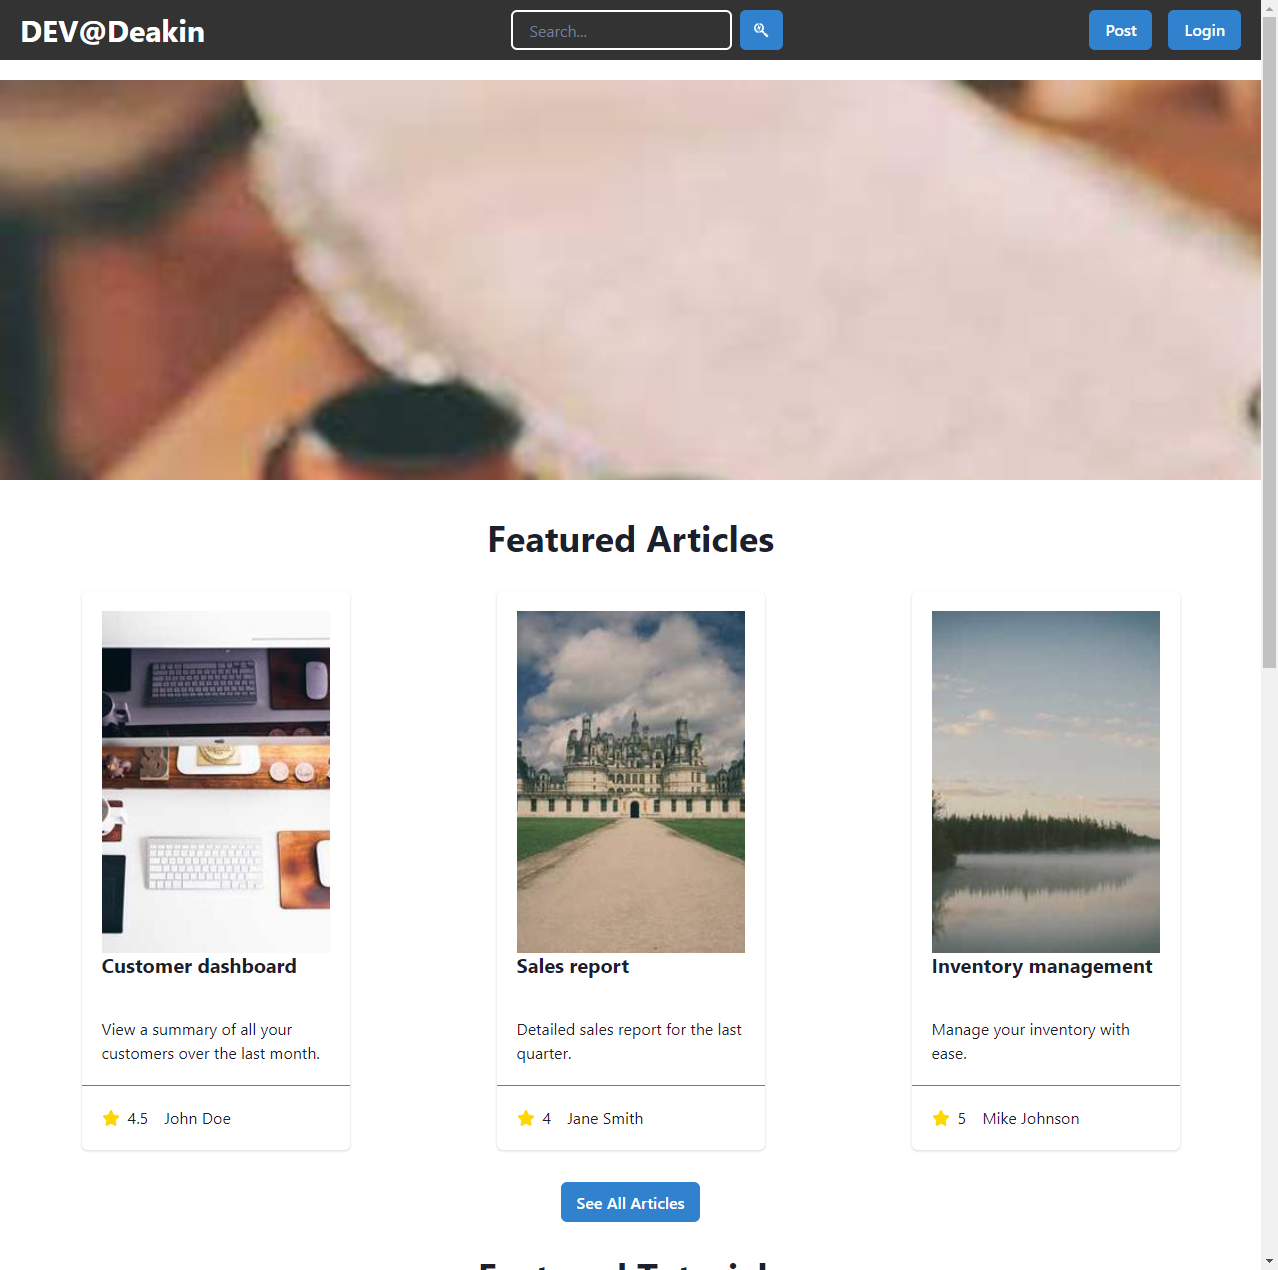 DEV@Deakin
Search...
Post
Login
Featured Articles
Customer dashboard
View a summary of all your
customers over the last month.
4.5 John Doe
Sales report
Detailed sales report for the last
quarter.
4 Jane Smith
Inventory management
Manage your inventory with
ease.
5 Mike Johnson
See All Articles